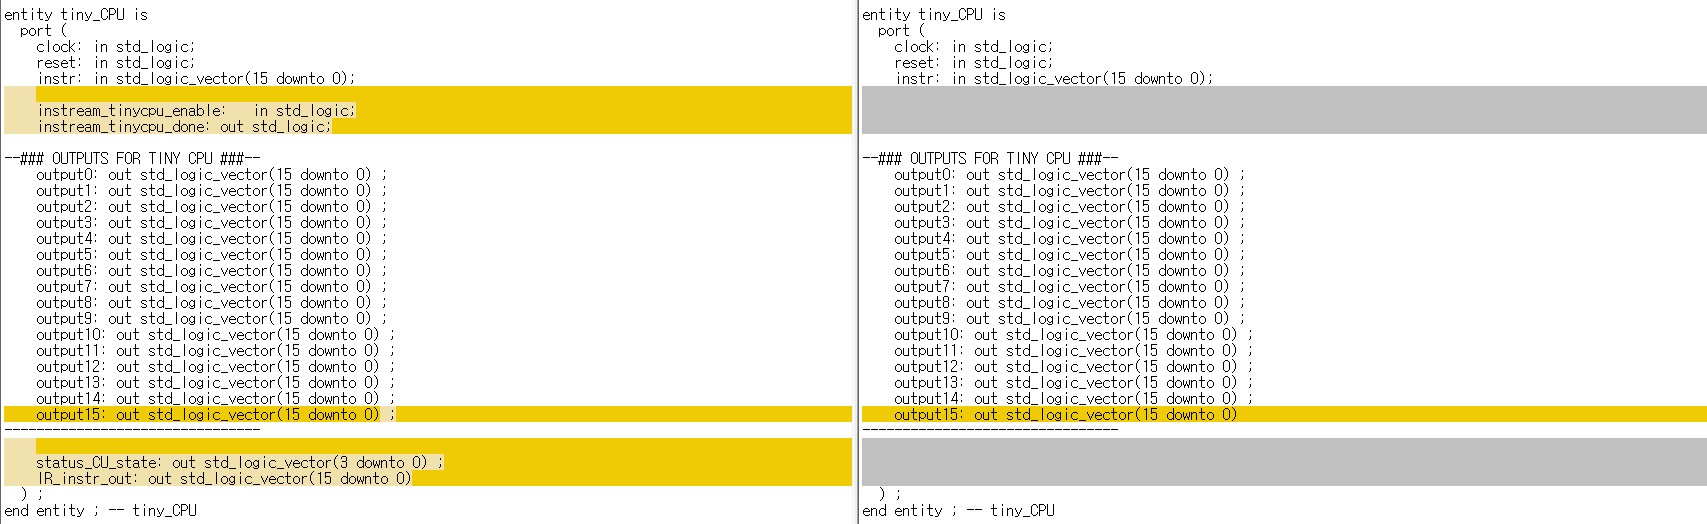 entity tiny_CPU is
  port (
    clock: in std_logic;
    reset: in std_logic;
    instr: in std_logic_vector(15 downto 0);
    instream_tinycpu_enable:   in std_logic;
    instream_tinycpu_done: out std_logic;
--### OUTPUTS FOR TINY CPU ###--
    output0: out std_logic_vector(15 downto 0) ;
    output1: out std_logic_vector(15 downto 0) ;
    output2: out std_logic_vector(15 downto 0) ;
    output3: out std_logic_vector(15 downto 0) ;
    output4: out std_logic_vector(15 downto 0) ;
    output5: out std_logic_vector(15 downto 0) ;
    output6: out std_logic_vector(15 downto 0) ;
    output7: out std_logic_vector(15 downto 0) ;
    output8: out std_logic_vector(15 downto 0) ;
    output9: out std_logic_vector(15 downto 0) ;
    output10: out std_logic_vector(15 downto 0) ;
    output11: out std_logic_vector(15 downto 0) ;
    output12: out std_logic_vector(15 downto 0) ;
    output13: out std_logic_vector(15 downto 0) ;
    output14: out std_logic_vector(15 downto 0) ;
    output15: out std_logic_vector(15 downto 0) ;
--------------------------------
    status_CU_state: out std_logic_vector(3 downto 0) ;
    IR_instr_out: out std_logic_vector(15 downto 0)
  ) ;
end entity ; -- tiny_CPU
entity tiny_CPU is
  port (
    clock: in std_logic;
    reset: in std_logic;
    instr: in std_logic_vector(15 downto 0);
--### OUTPUTS FOR TINY CPU ###--
    output0: out std_logic_vector(15 downto 0) ;
    output1: out std_logic_vector(15 downto 0) ;
    output2: out std_logic_vector(15 downto 0) ;
    output3: out std_logic_vector(15 downto 0) ;
    output4: out std_logic_vector(15 downto 0) ;
    output5: out std_logic_vector(15 downto 0) ;
    output6: out std_logic_vector(15 downto 0) ;
    output7: out std_logic_vector(15 downto 0) ;
    output8: out std_logic_vector(15 downto 0) ;
    output9: out std_logic_vector(15 downto 0) ;
    output10: out std_logic_vector(15 downto 0) ;
    output11: out std_logic_vector(15 downto 0) ;
    output12: out std_logic_vector(15 downto 0) ;
    output13: out std_logic_vector(15 downto 0) ;
    output14: out std_logic_vector(15 downto 0) ;
    output15: out std_logic_vector(15 downto 0)
--------------------------------
  ) ;
end entity ; -- tiny_CPU